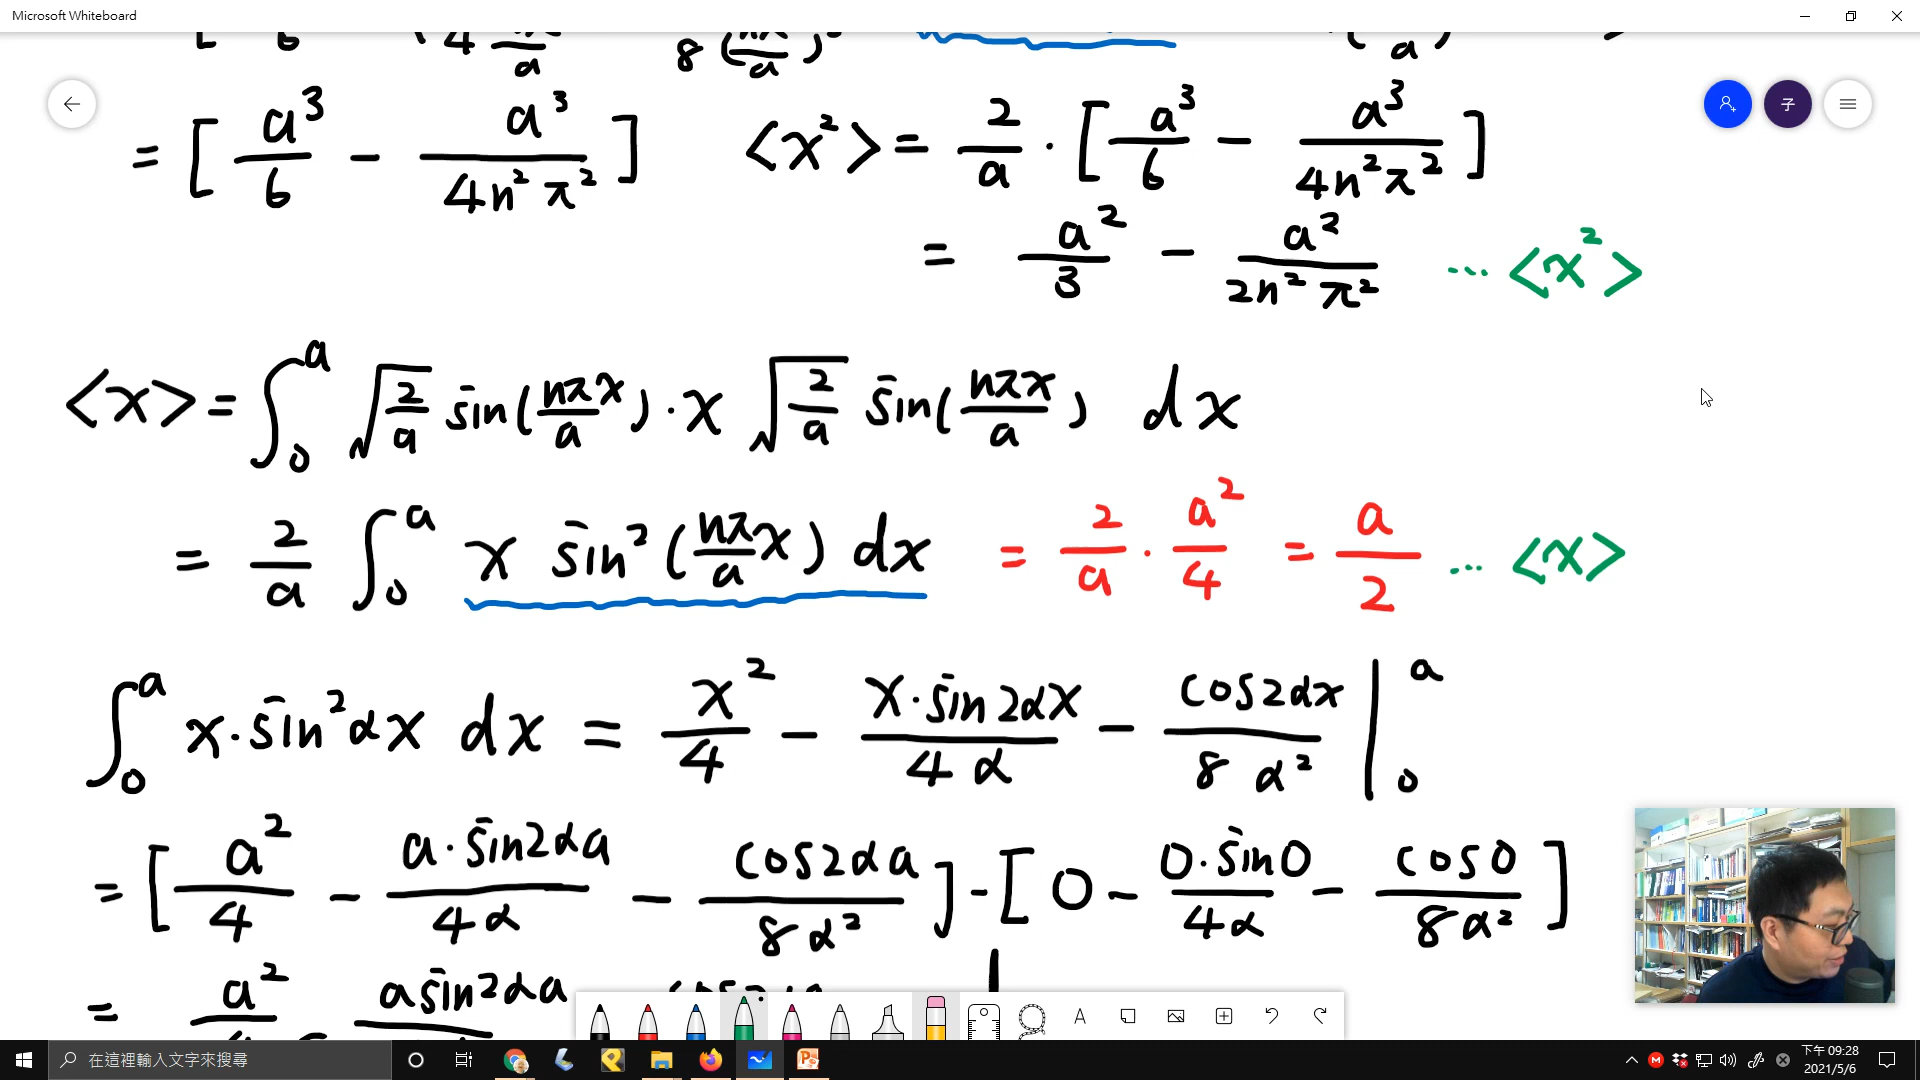 Microsoft Whiteboard
= [ a³/6 − a³/4n²π² ]
⟨x²⟩ = 2/a · [ a³/6 − a³/4n²π² ]
= a²/3 − a²/2n²π² ... ⟨x²⟩
⟨x⟩ = ∫₀ᵃ √(2/a) sin(nπx/a) · x √(2/a) sin(nπx/a) dx
= 2/a ∫₀ᵃ x sin²(nπ/a x) dx = 2/a · a²/4 = a/2 ... ⟨x⟩
∫₀ᵃ x·sin²αx dx = x²/4 − x·sin2αx/4α − cos2αx/8α² |₀ᵃ
= [ a²/4 − a·sin2αa/4α − cos2αa/8α² ] - [ 0 − 0·sin0/4α − cos0/8α² ]
= a² asin2αa
子
在這裡輸入文字來搜尋
下午 09:28
2021/5/6